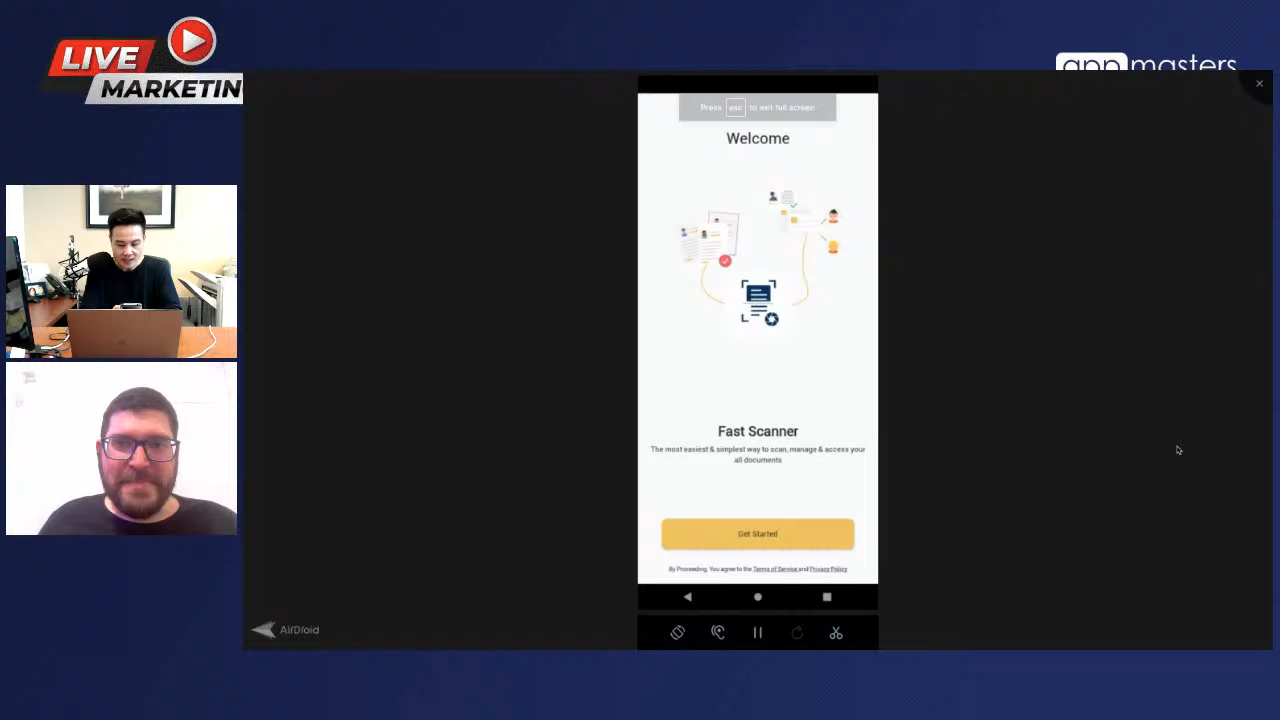 LIVE
MARKETIN
app masters
Press esc to exit full screen
Welcome
Fast Scanner
The most easiest & simplest way to scan, manage & access your
all documents
Get Started
By Proceeding, You agree to the Terms of Service and Privacy Policy
AirDroid